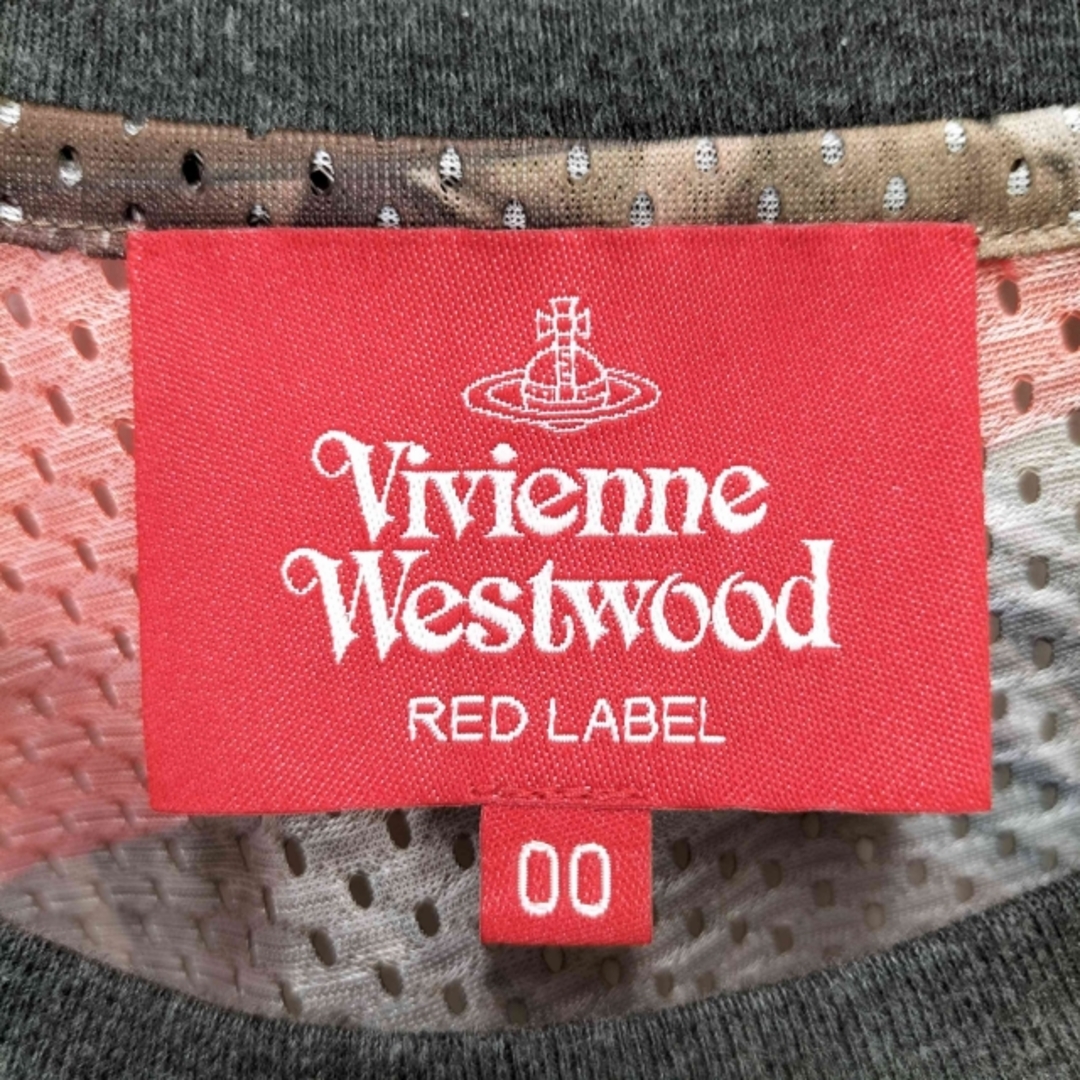 Vivienne
Westwood
RED LABEL
00